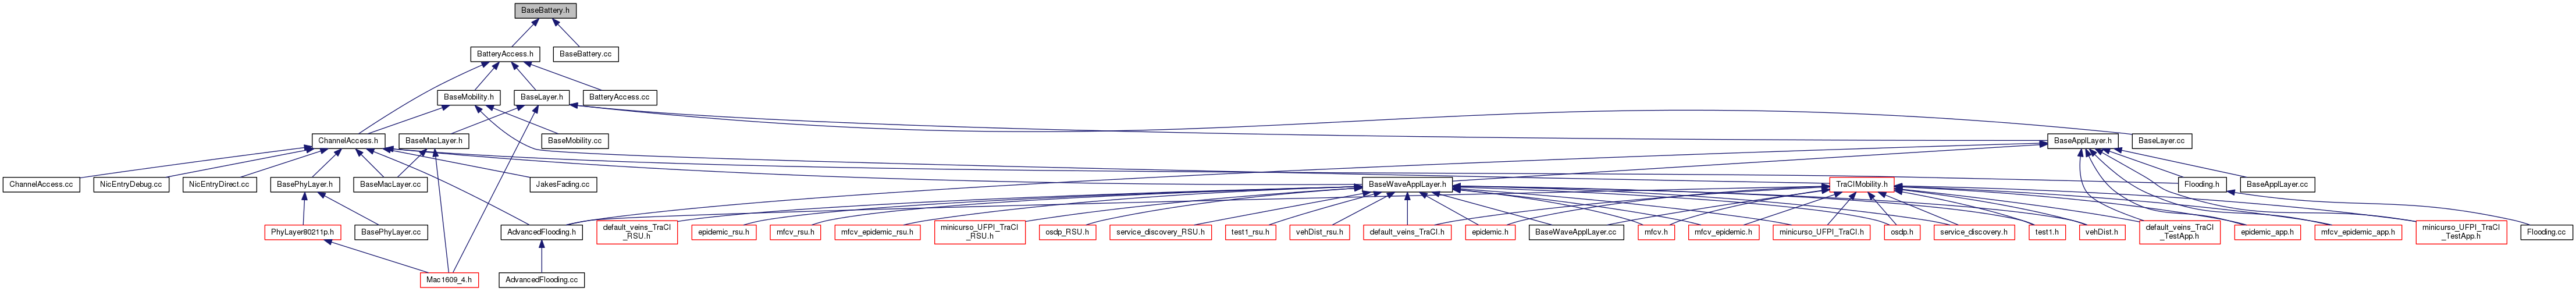 BaseBattery.h
BatteryAccess.h
BaseBattery.cc
BaseMobility.h
BaseLayer.h
BatteryAccess.cc
ChannelAccess.h
BaseMacLayer.h
BaseMobility.cc
BaseApplLayer.h
BaseLayer.cc
ChannelAccess.cc
NicEntryDebug.cc
NicEntryDirect.cc
BasePhyLayer.h
BaseMacLayer.cc
JakesFading.cc
BaseWaveApplLayer.h
TraCIMobility.h
Flooding.h
BaseApplLayer.cc
PhyLayer80211p.h
BasePhyLayer.cc
AdvancedFlooding.h
default_veins_TraCI
_RSU.h
epidemic_rsu.h
mfcv_rsu.h
mfcv_epidemic_rsu.h
minicurso_UFPI_TraCI
_RSU.h
osdp_RSU.h
service_discovery_RSU.h
test1_rsu.h
vehDist_rsu.h
default_veins_TraCI.h
epidemic.h
BaseWaveApplLayer.cc
mfcv.h
mfcv_epidemic.h
minicurso_UFPI_TraCI.h
osdp.h
service_discovery.h
test1.h
vehDist.h
default_veins_TraCI
_TestApp.h
epidemic_app.h
mfcv_epidemic_app.h
minicurso_UFPI_TraCI
_TestApp.h
Flooding.cc
Mac1609_4.h
AdvancedFlooding.cc